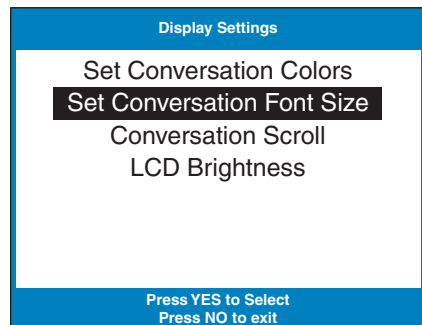 Display Settings
Set Conversation Colors
Set Conversation Font Size
Conversation Scroll
LCD Brightness
Press YES to Select
Press NO to exit